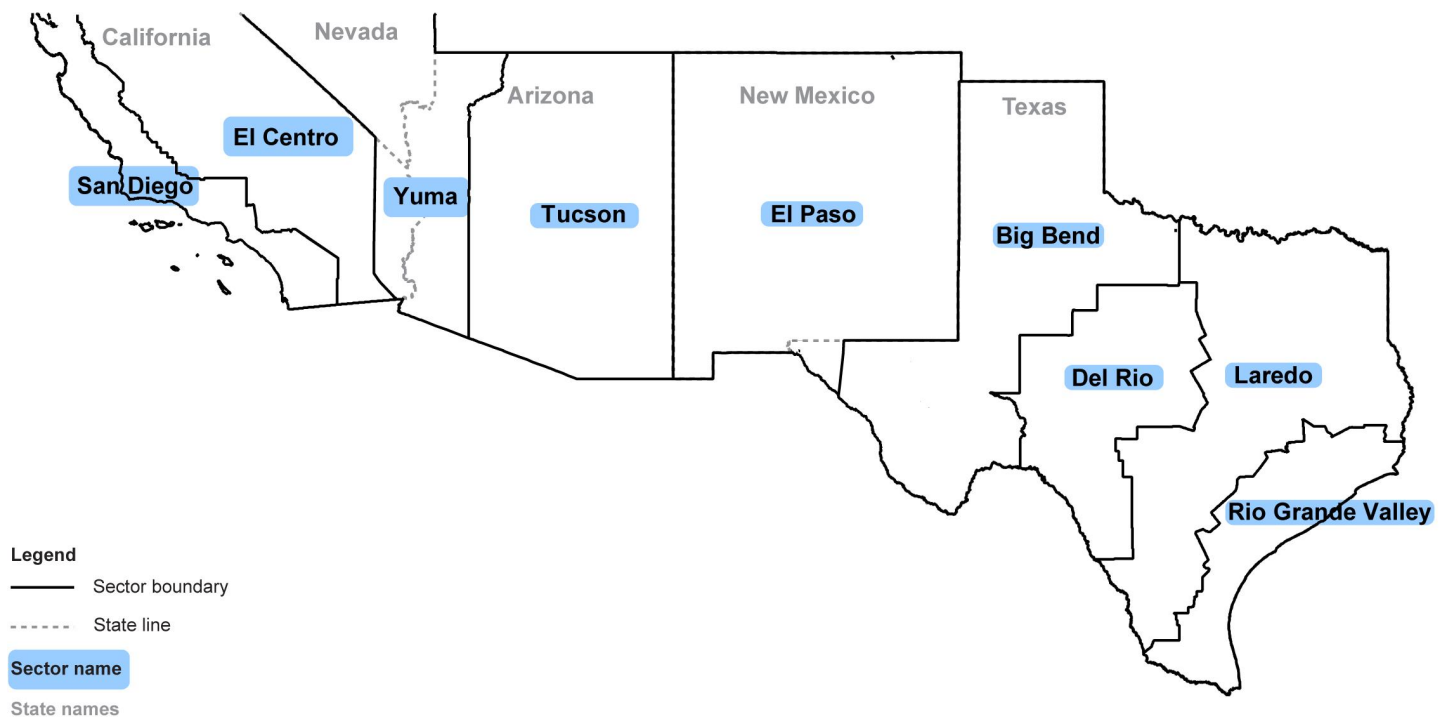 California
Nevada
Arizona
New Mexico
Texas
El Centro
San Diego
Yuma
Tucson
El Paso
Big Bend
Del Rio
Laredo
Rio Grande Valley
Legend
Sector boundary
State line
Sector name
State names